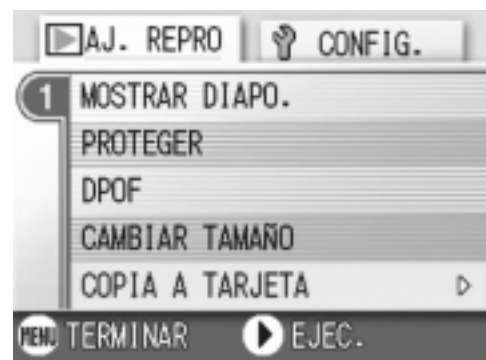 AJ. REPRO CONFIG.
1 MOSTRAR DIAPO.
PROTEGER
DPOF
CAMBIAR TAMAÑO
COPIA A TARJETA
MENU TERMINAR EJEC.